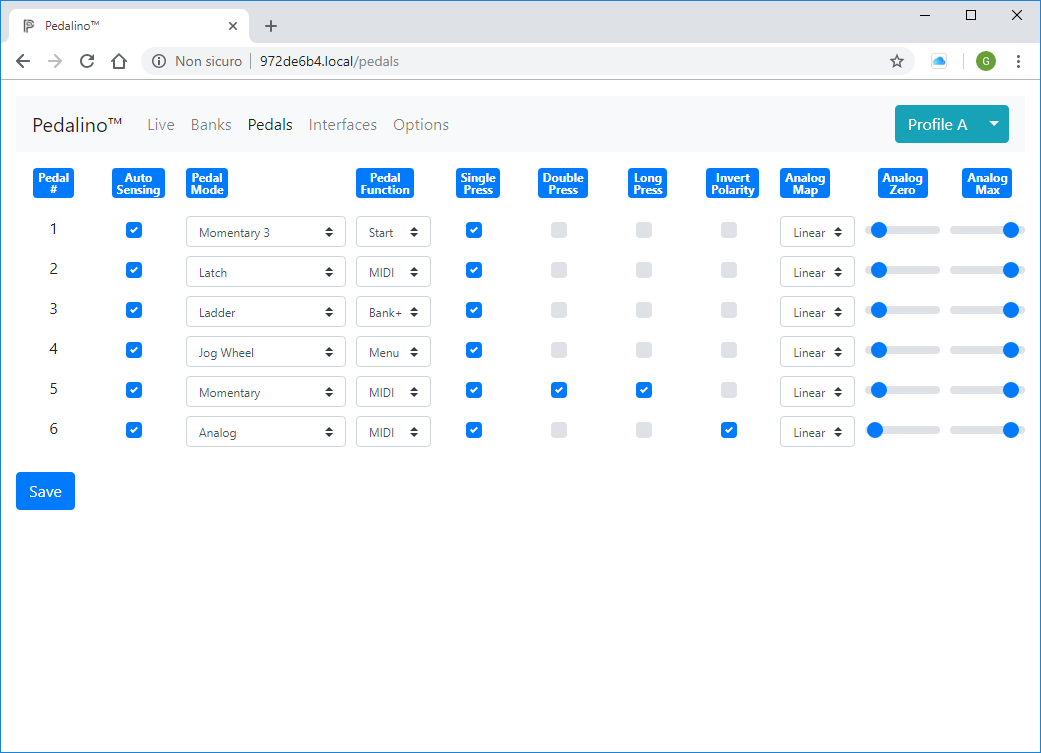 Pedalino™
Non sicuro 972de6b4.local/pedals G
Pedalino™ Live Banks Pedals Interfaces Options Profile A
Pedal Auto Pedal Pedal Single Double Long Invert Analog Analog Analog
# Sensing Mode Function Press Press Press Polarity Map Zero Max
1 Momentary 3 Start Linear
2 Latch MIDI Linear
3 Ladder Bank+ Linear
4 Jog Wheel Menu Linear
5 Momentary MIDI Linear
6 Analog MIDI Linear
Save